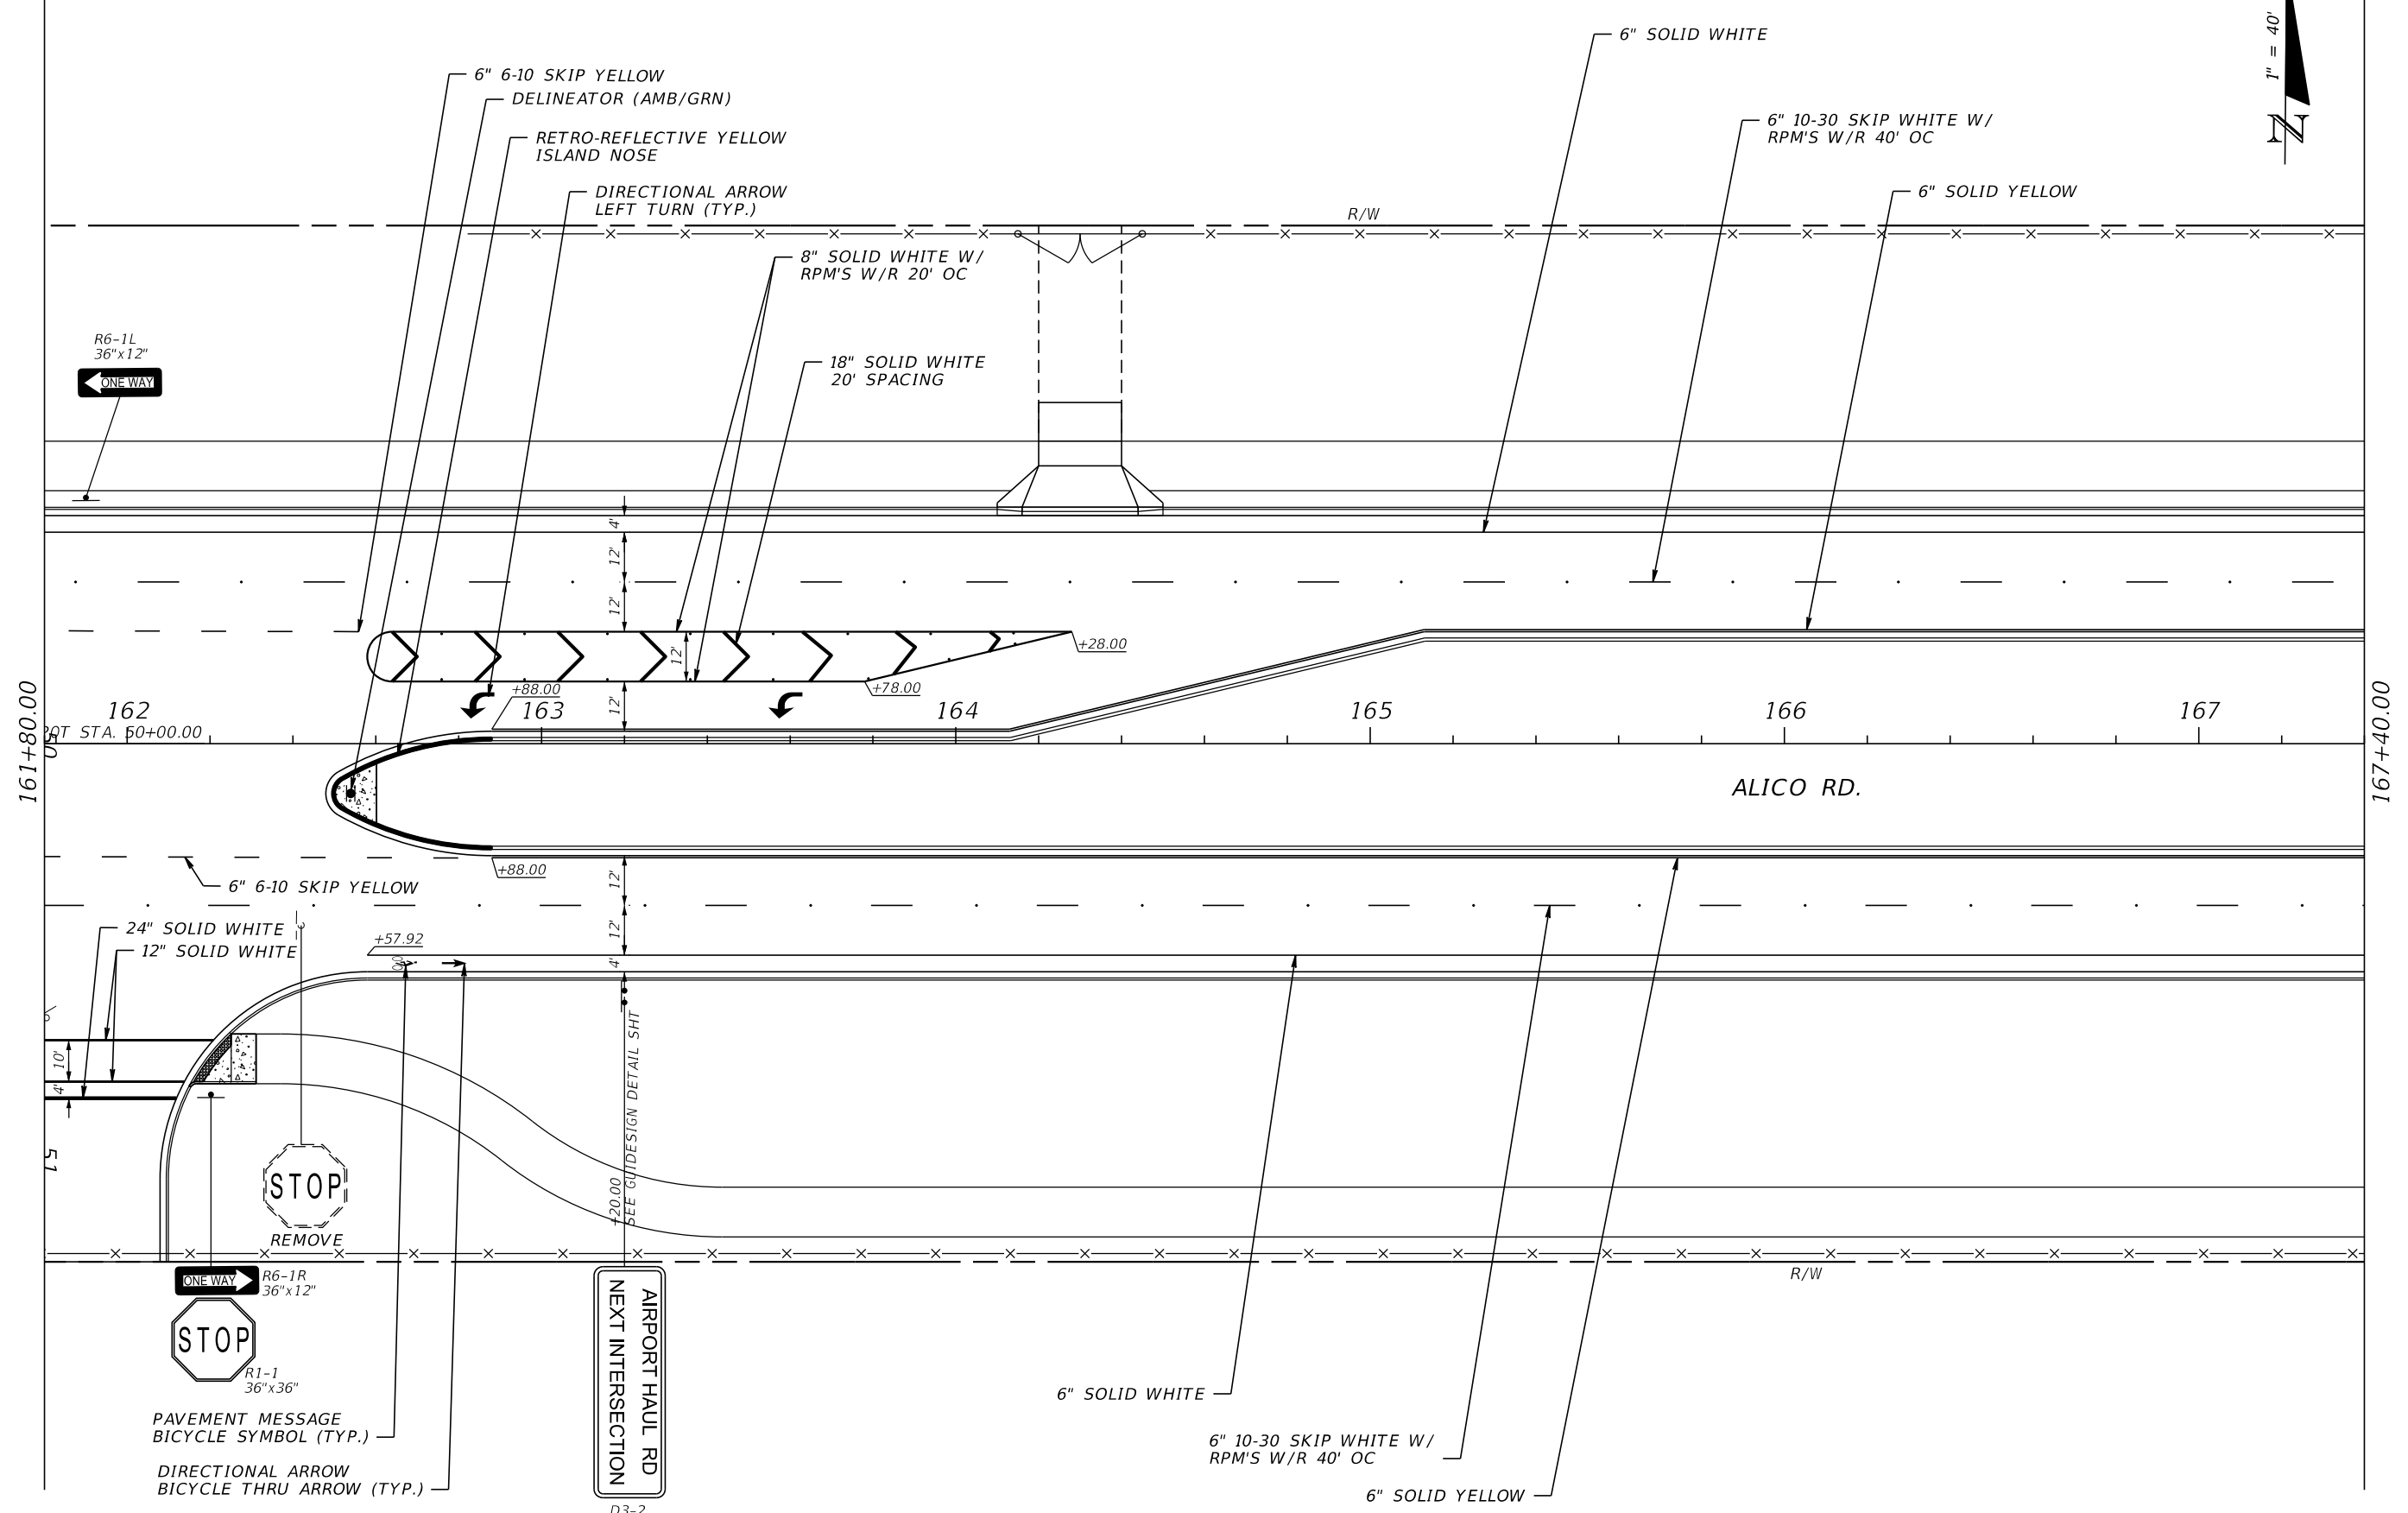 6" SOLID WHITE
1" = 40'
N
6" 6-10 SKIP YELLOW
DELINEATOR (AMB/GRN)
RETRO-REFLECTIVE YELLOW
ISLAND NOSE
6" 10-30 SKIP WHITE W/
RPM'S W/R 40' OC
DIRECTIONAL ARROW
LEFT TURN (TYP.)
6" SOLID YELLOW
R/W
8" SOLID WHITE W/
RPM'S W/R 20' OC
R6-1L
36"x12"
ONE WAY
18" SOLID WHITE
20' SPACING
4'
12'
12'
12'
+28.00
+88.00
+78.00
12'
161+80.00
162
163
164
165
166
167
167+40.00
OT STA. 50+00.00
50
ALICO RD.
+88.00
6" 6-10 SKIP YELLOW
12'
24" SOLID WHITE
12" SOLID WHITE
+57.92
12'
4'
10'
4'
SEE GUIDESIGN DETAIL SHT
+20.00
51
STOP
REMOVE
R/W
ONE WAY
R6-1R
36"x12"
STOP
R1-1
36"x36"
AIRPORT HAUL RD
NEXT INTERSECTION
D3-2
6" SOLID WHITE
PAVEMENT MESSAGE
BICYCLE SYMBOL (TYP.)
6" 10-30 SKIP WHITE W/
RPM'S W/R 40' OC
DIRECTIONAL ARROW
BICYCLE THRU ARROW (TYP.)
6" SOLID YELLOW